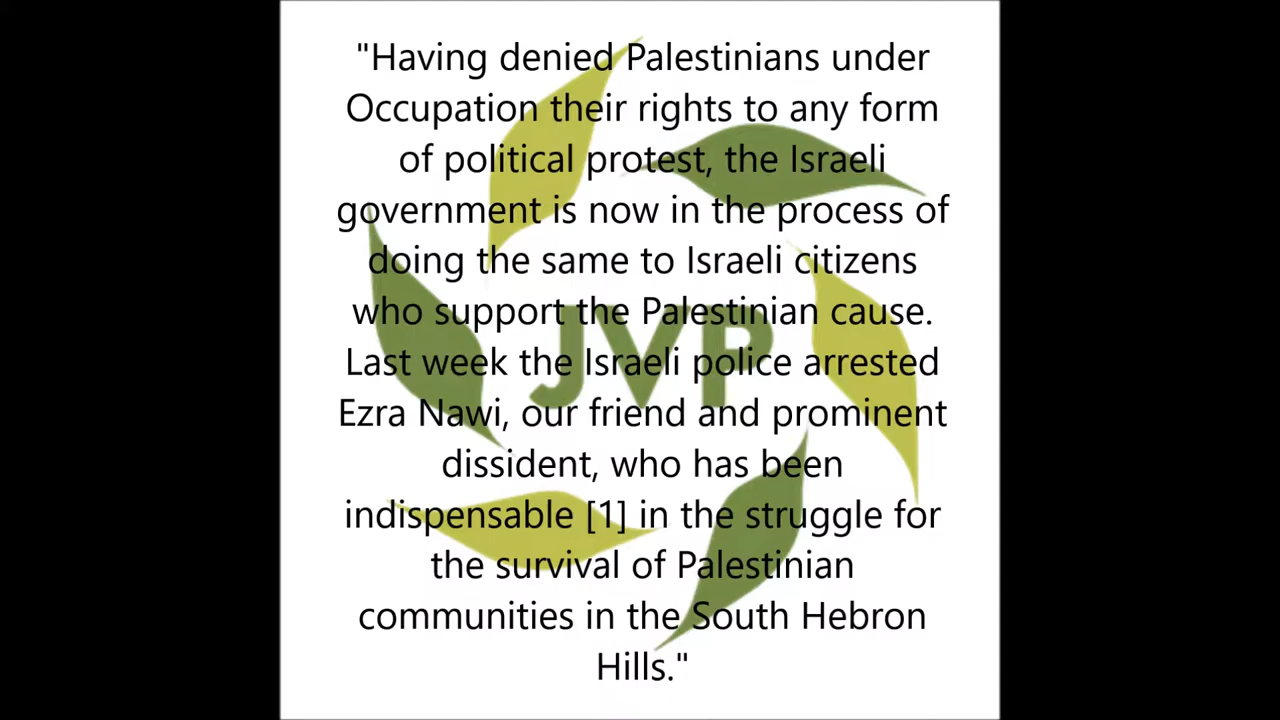 "Having denied Palestinians under
Occupation their rights to any form
of political protest, the Israeli
government is now in the process of
doing the same to Israeli citizens
who support the Palestinian cause.
Last week the Israeli police arrested
Ezra Nawi, our friend and prominent
dissident, who has been
indispensable [1] in the struggle for
the survival of Palestinian
communities in the South Hebron
Hills."
JVP